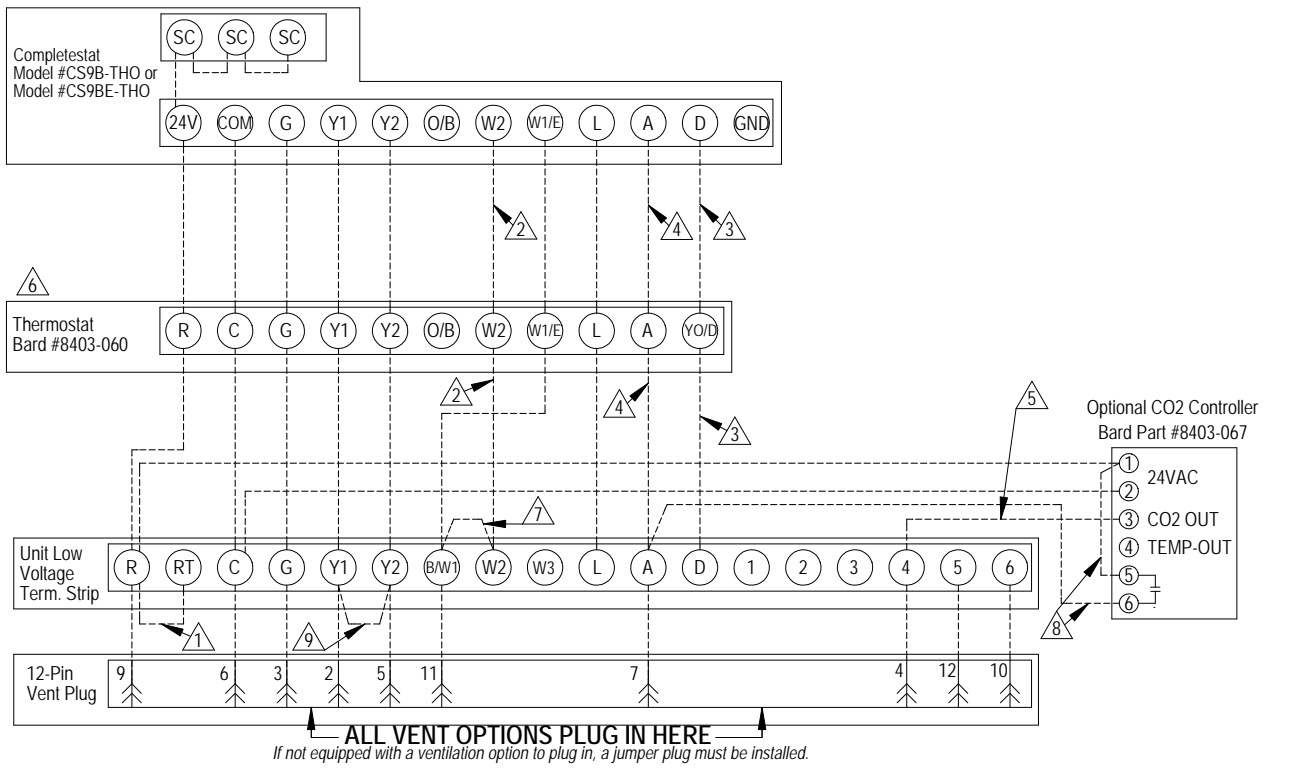 SC SC SC
Completestat
Model #CS9B-THO or
Model #CS9BE-THO
24V COM G Y1 Y2 O/B W2 W1/E L A D GND
2 4 3
6
Thermostat
Bard #8403-060
R C G Y1 Y2 O/B W2 W1/E L A YO/D
2 4 3 5
Optional CO2 Controller
Bard Part #8403-067
1 24VAC
2
3 CO2 OUT
4 TEMP-OUT
5
6
7
8
Unit Low
Voltage
Term. Strip
R RT C G Y1 Y2 B/W1 W2 W3 L A D 1 2 3 4 5 6
1 9
12-Pin
Vent Plug
9 6 3 2 5 11 7 4 12 10
ALL VENT OPTIONS PLUG IN HERE
If not equipped with a ventilation option to plug in, a jumper plug must be installed.